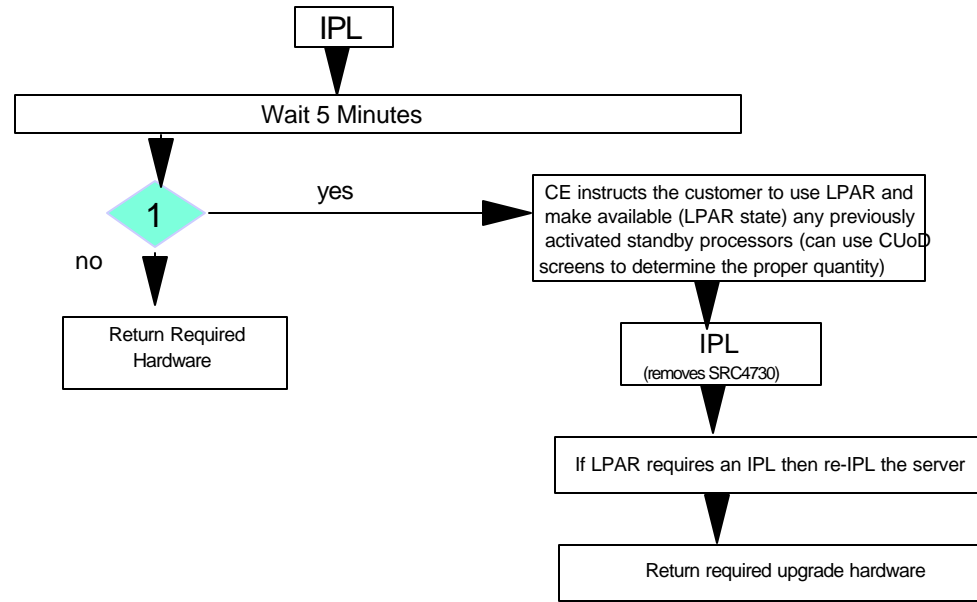 IPL
Wait 5 Minutes
1
yes
no
CE instructs the customer to use LPAR and
make available (LPAR state) any previously
activated standby processors (can use CUoD
screens to determine the proper quantity)
Return Required
Hardware
IPL
(removes SRC4730)
If LPAR requires an IPL then re-IPL the server
Return required upgrade hardware